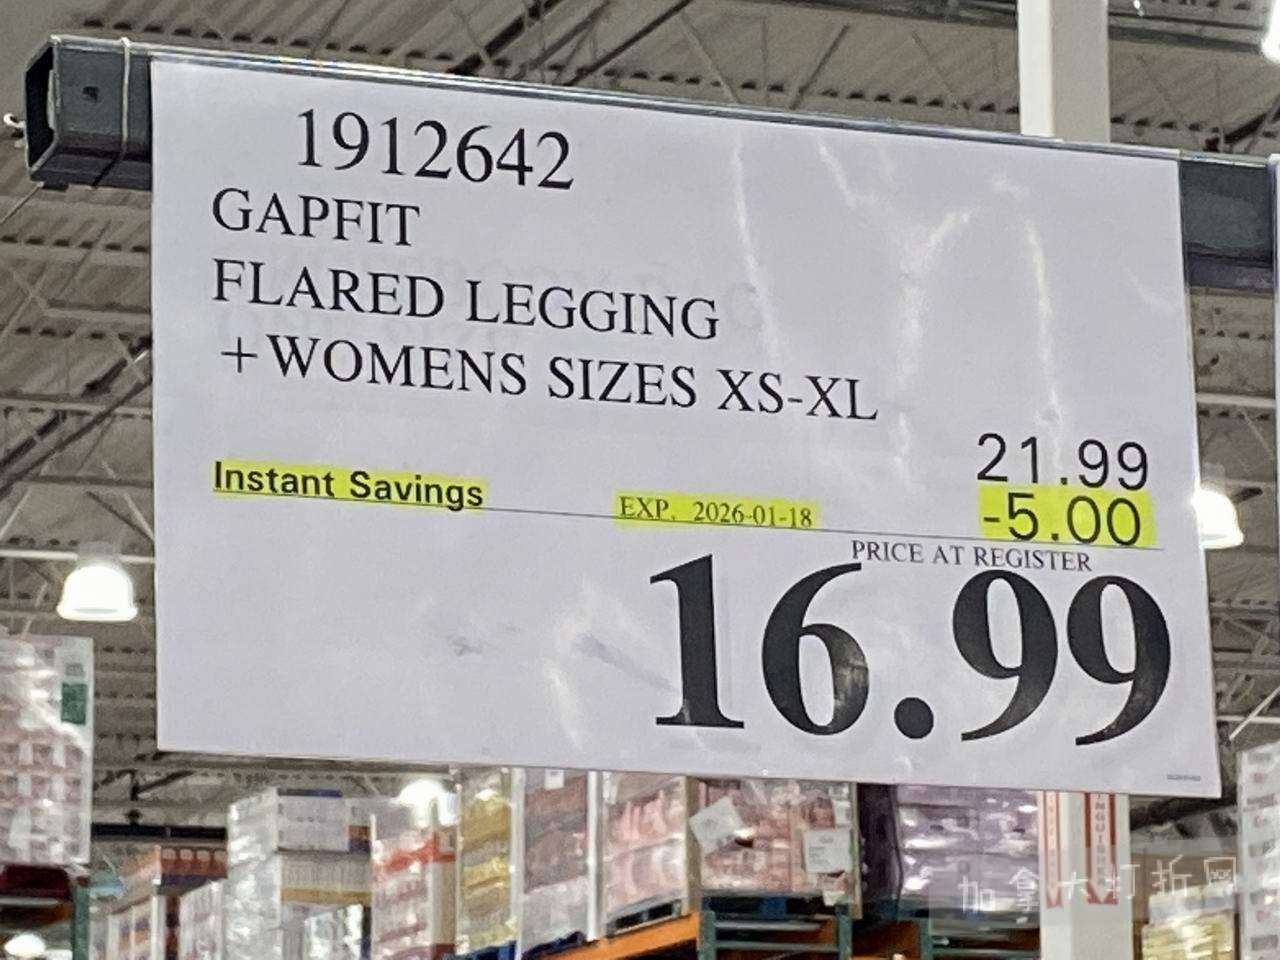 1912642
GAPFIT
FLARED LEGGING
+WOMENS SIZES XS-XL
21.99
Instant Savings EXP. 2026-01-18 -5.00
PRICE AT REGISTER
16.99
加拿大打折网